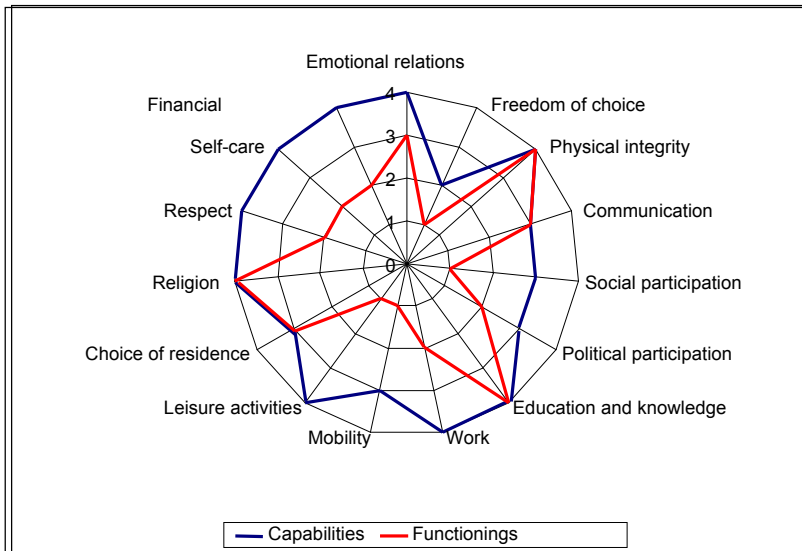 Emotional relations
Financial
4
Freedom of choice
Self-care
3
Physical integrity
2
Respect
1
Communication
Religion
0
Social participation
Choice of residence
Political participation
Leisure activities
Education and knowledge
Mobility
Work
Capabilities
Functionings